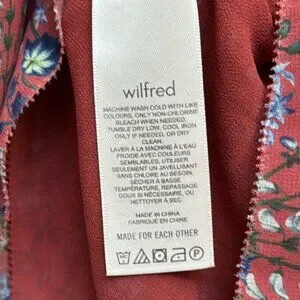 wilfred
MACHINE WASH COLD WITH LIKE
COLOURS, ONLY NON-CHLORINE
BLEACH WHEN NEEDED,
TUMBLE DRY LOW, COOL IRON
ONLY IF NEEDED, OR DRY
CLEAN.
LAVER À LA MACHINE À L'EAU
FROIDE AVEC COULEURS
SEMBLABLES, UTILISER
SEULEMENT UN JAVELLISANT
SANS CHLORE AU BESOIN,
SÉCHER À BASSE
TEMPÉRATURE, REPASSAGE
DOUX SI NÉCESSAIRE, OU
NETTOYER À SEC.
MADE IN CHINA
FABRIQUÉ EN CHINE
MADE FOR EACH OTHER